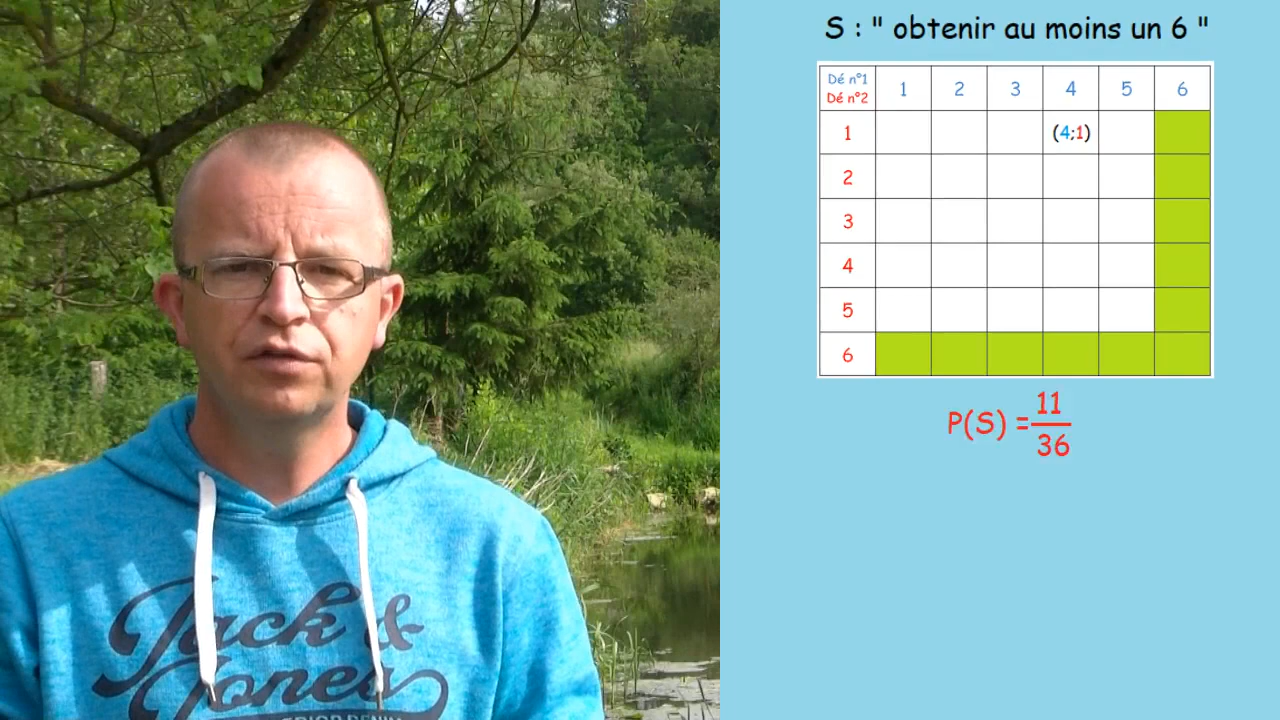 S : " obtenir au moins un 6 "
Dé n°1 1 2 3 4 5 6
Dé n°2
1 (4;1)
2
3
4
5
6
P(S) = 11/36
Jack &
Jones